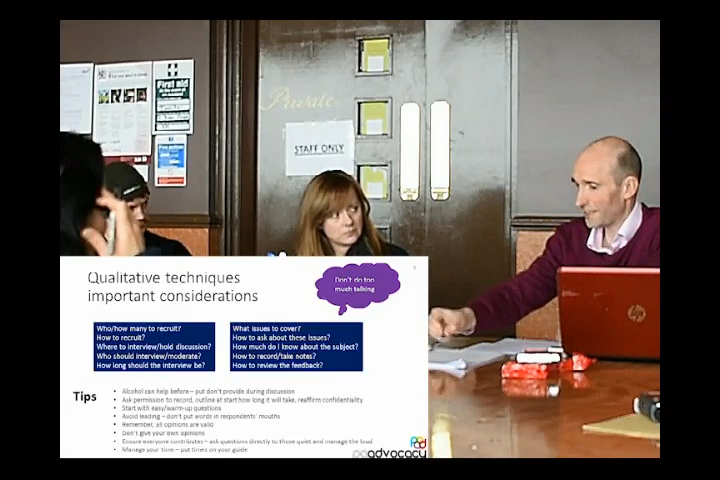 Private
First aid
STAFF ONLY
Qualitative techniques
important considerations
Don't do too
much talking
Who/how many to recruit?
How to recruit?
Where to interview/hold discussion?
Who should interview/moderate?
How long should the interview be?
What issues to cover?
How to ask about these issues?
How much do I know about the subject?
How to record/take notes?
How to review the feedback?
Tips
• Alcohol can help before – but don't provide during discussion
• Ask permission to record, outline at start how long it will take, reaffirm confidentiality
• Start with easy/warm-up questions
• Avoid leading – don't put words in respondents' mouths
• Remember, all opinions are valid
• Don't give your own opinions
• Ensure everyone contributes – ask questions directly to those quiet and manage the loud
• Manage your time – put times on your guide
advocacy
hp